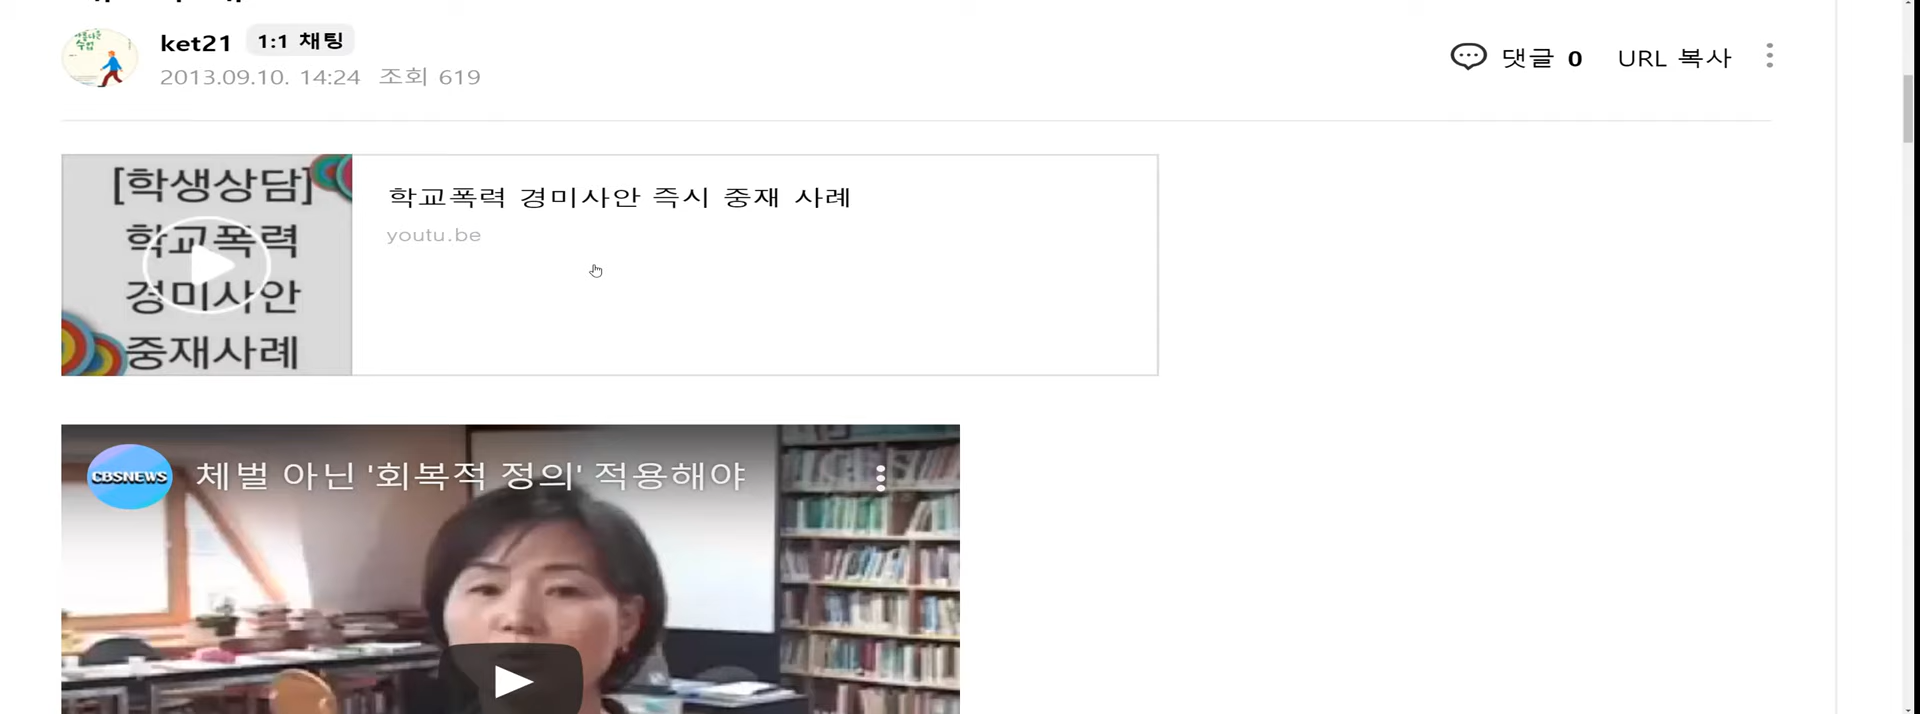 ket21 1:1 채팅
2013.09.10. 14:24 조회 619
댓글 0 URL 복사
[학생상담]
학교폭력
경미사안
중재사례
학교폭력 경미사안 즉시 중재 사례
youtu.be
CBSNEWS 체벌 아닌 '회복적 정의' 적용해야